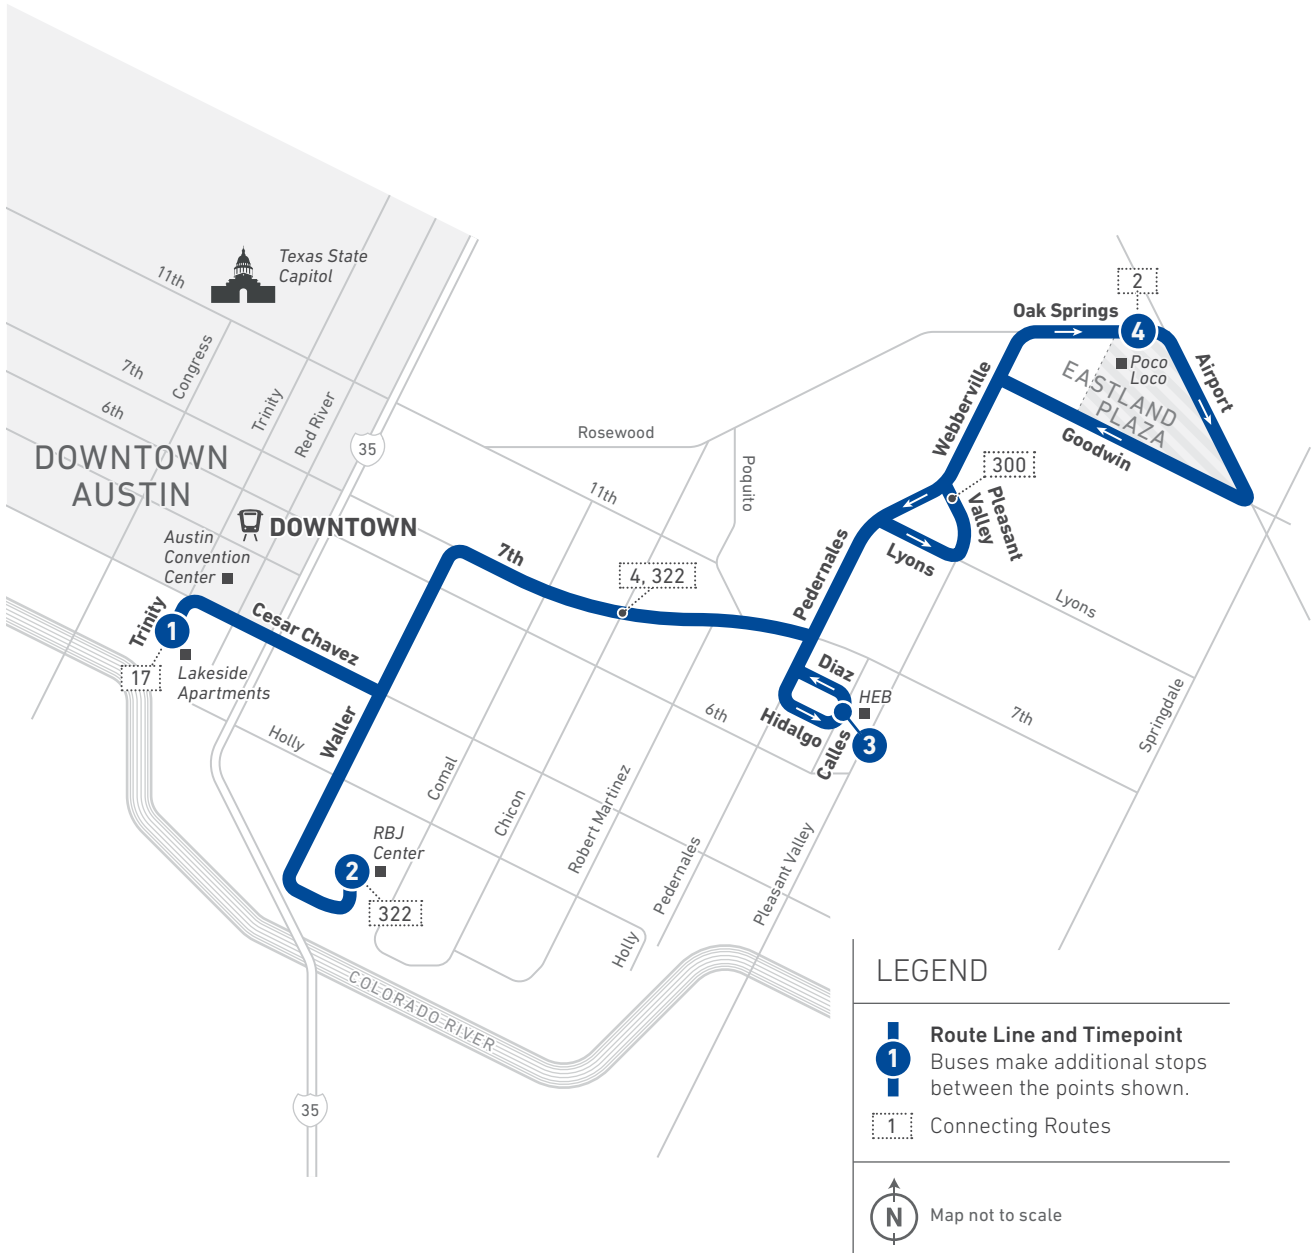 Texas State
Capitol
11th
Congress
7th
6th
Trinity
Red River
35
DOWNTOWN
AUSTIN
DOWNTOWN
Austin
Convention
Center
Trinity
1
17
Lakeside
Apartments
Cesar Chavez
Holly
Waller
RBJ
Center
2
322
7th
Rosewood
11th
Poquito
4, 322
Comal
Chicon
Robert Martinez
Holly
Pedernales
Pleasant Valley
6th
Pedernales
Diaz
HEB
Hidalgo
Calles
3
7th
Springdale
Lyons
Lyons
Pleasant
Valley
300
Webberville
Oak Springs
2
4
Poco
Loco
EASTLAND
PLAZA
Airport
Goodwin
COLORADO RIVER
35
LEGEND
1
Route Line and Timepoint
Buses make additional stops
between the points shown.
1
Connecting Routes
N
Map not to scale